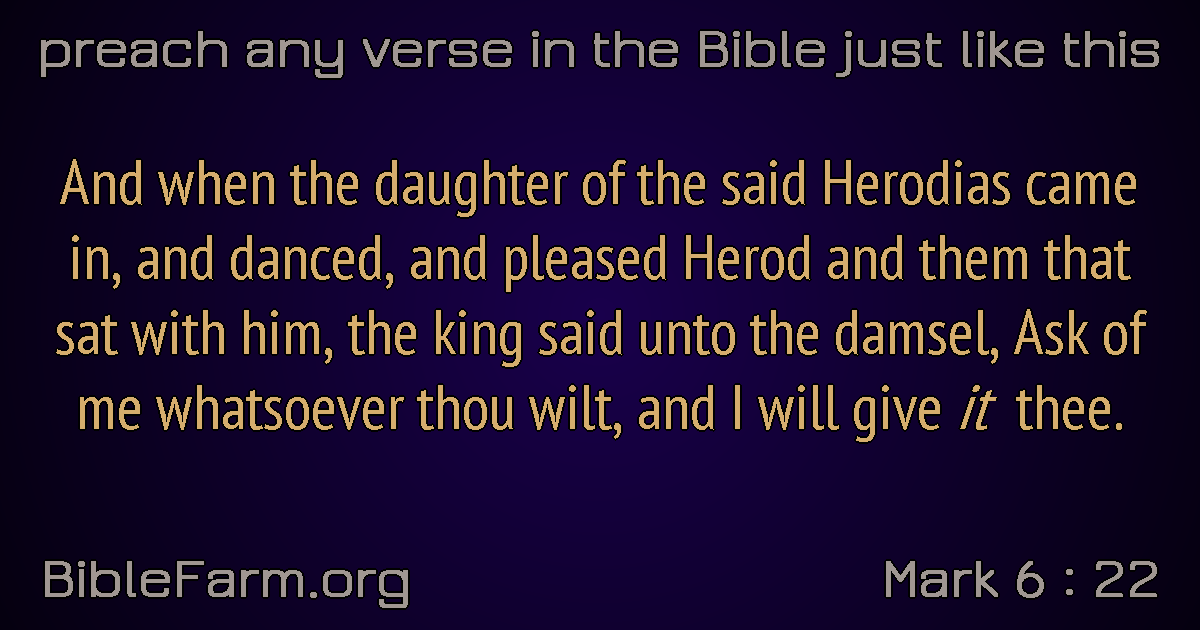 preach any verse in the Bible just like this
And when the daughter of the said Herodias came
in, and danced, and pleased Herod and them that
sat with him, the king said unto the damsel, Ask of
me whatsoever thou wilt, and I will give it thee.
BibleFarm.org
Mark 6 : 22